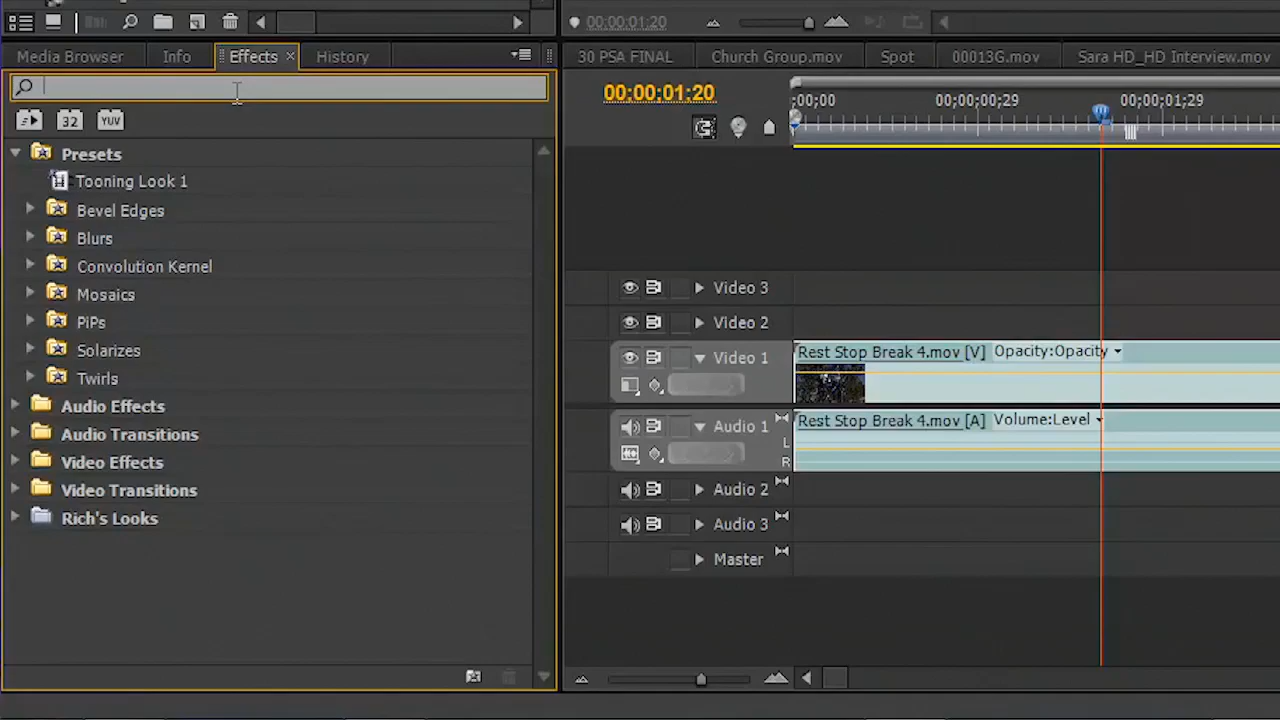 00;00;01;20
Media Browser Info Effects × History
30 PSA FINAL Church Group.mov Spot 00013G.mov Sara HD_HD Interview.mov
00;00;01;20
;00;00 00;00;00;29 00;00;01;29
32 YUV
Presets
Tooning Look 1
Bevel Edges
Blurs
Convolution Kernel
Mosaics
PiPs
Solarizes
Twirls
Audio Effects
Audio Transitions
Video Effects
Video Transitions
Rich's Looks
Video 3
Video 2
Video 1
Rest Stop Break 4.mov [V] Opacity:Opacity
Audio 1
Rest Stop Break 4.mov [A] Volume:Level
L
R
Audio 2
Audio 3
Master